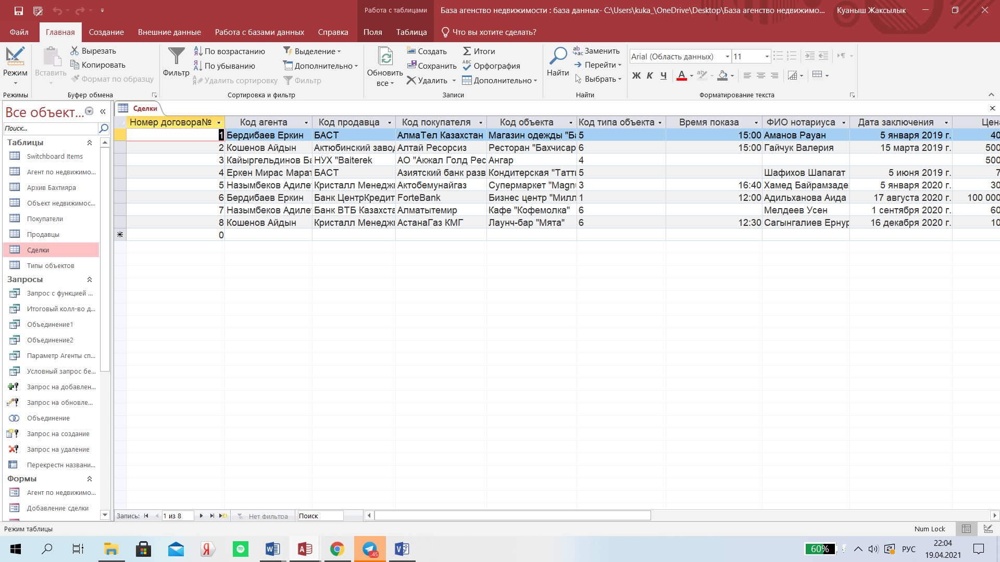 Работа с таблицами
База агенство недвижимости : база данных- C:\Users\kuka_\OneDrive\Desktop\База агенство недвижимо...
Куаныш Жаксылык
Файл Главная Создание Внешние данные Работа с базами данных Справка Поля Таблица Что вы хотите сделать?
Режим
Режимы
Вставить
Вырезать
Копировать
Формат по образцу
Буфер обмена
Фильтр
По возрастанию
По убыванию
Удалить сортировку
Выделение
Дополнительно
Фильтр
Сортировка и фильтр
Обновить
все
Создать
Сохранить
Удалить
Итоги
Орфография
Дополнительно
Записи
Найти
Заменить
Перейти
Выбрать
Найти
Arial (Область данных) 11
Ж К Ч
Форматирование текста
Все объект...
Поиск...
Таблицы
Switchboard Items
Агент по недвижимо...
Архив Бахтияра
Объект недвижимос...
Покупатели
Продавцы
Сделки
Типы объектов
Запросы
Запрос с функцией ...
Итоговый колл-во д...
Объединение1
Объединение2
Параметр Агенты сп...
Условный запрос бе...
Запрос на добавлен...
Запрос на обновле...
Объединение
Запрос на создание
Запрос на удаление
Перекрестн названи...
Формы
Агент по недвижимо...
Добавление сделки
Сделки
Номер договора№ Код агента Код продавца Код покупателя Код объекта Код типа объекта Время показа ФИО нотариуса Дата заключения Цена
1 Бердибаев Еркин БАСТ АлмаТел Казахстан Магазин одежды "Ба 5 15:00 Аманов Рауан 5 января 2019 г. 40
2 Кошенов Айдын Актюбинский завод Алтай Ресорсиз Ресторан "Бахчисар 6 15:00 Гайчук Валерия 15 марта 2019 г. 500
3 Кайыргельдинов Ба НУХ "Baiterek АО "Акжал Голд Рес Ангар 4 500
4 Еркен Мирас Марат БАСТ Азиятский банк разв Кондитерская "Татти 5 Шафихов Шапагат 5 июня 2019 г. 7
5 Назымбеков Адилет Кристалл Менеджм Актобемунайгаз Супермаркет "Magnu 3 16:40 Хамед Байрамзаде 5 января 2020 г. 30
6 Бердибаев Еркин Банк ЦентрКредит ForteBank Бизнес центр "Милл 1 12:00 Адильханова Аида 17 августа 2020 г. 100 000
7 Назымбеков Адилет Банк ВТБ Казахста Алматытемир Кафе "Кофемолка" 6 Мелдеев Усен 1 сентября 2020 г. 60
8 Кошенов Айдын Кристалл Менеджм АстанаГаз КМГ Лаунч-бар "Мята" 6 12:30 Сагынгалиев Ернур 16 декабря 2020 г. 10
0
Запись: 1 из 8 Нет фильтра Поиск
Режим таблицы
Num Lock
60%
РУС
22:04
19.04.2021